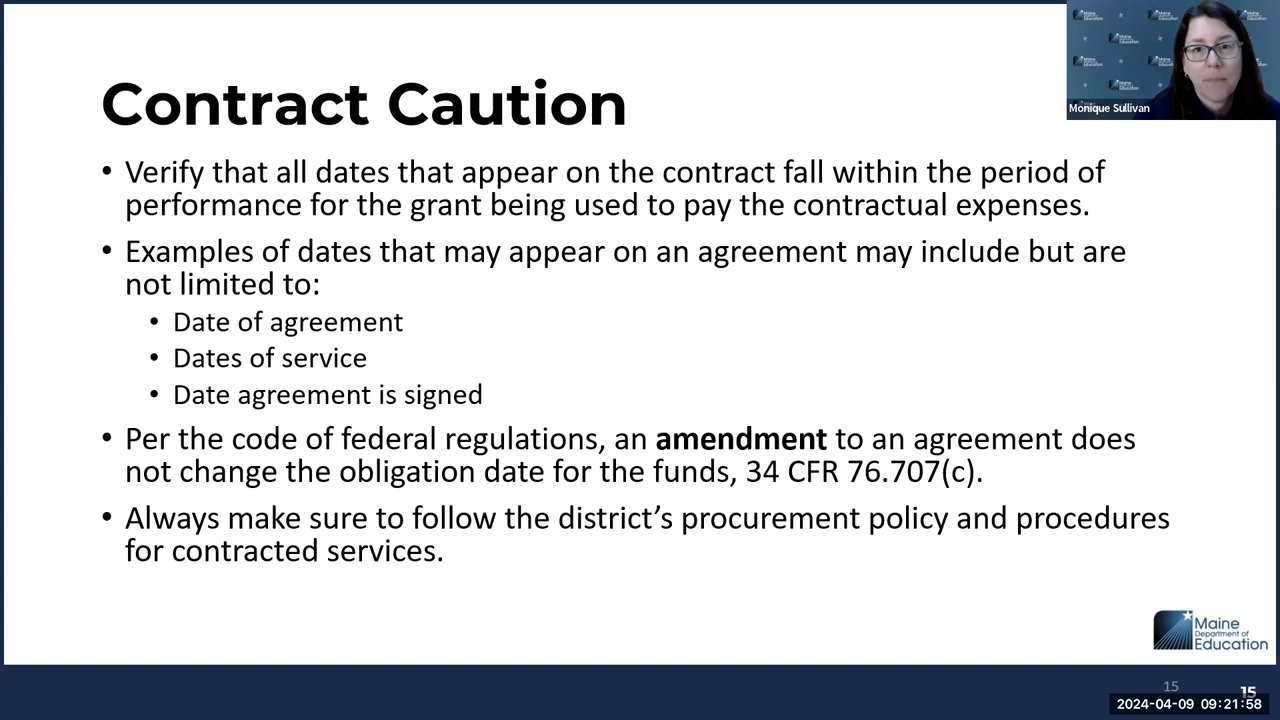 Contract Caution
• Verify that all dates that appear on the contract fall within the period of
performance for the grant being used to pay the contractual expenses.
• Examples of dates that may appear on an agreement may include but are
not limited to:
• Date of agreement
• Dates of service
• Date agreement is signed
• Per the code of federal regulations, an amendment to an agreement does
not change the obligation date for the funds, 34 CFR 76.707(c).
• Always make sure to follow the district’s procurement policy and procedures
for contracted services.
Monique Sullivan
Maine
Department of
Education
15
15
2024-04-09 09:21:58